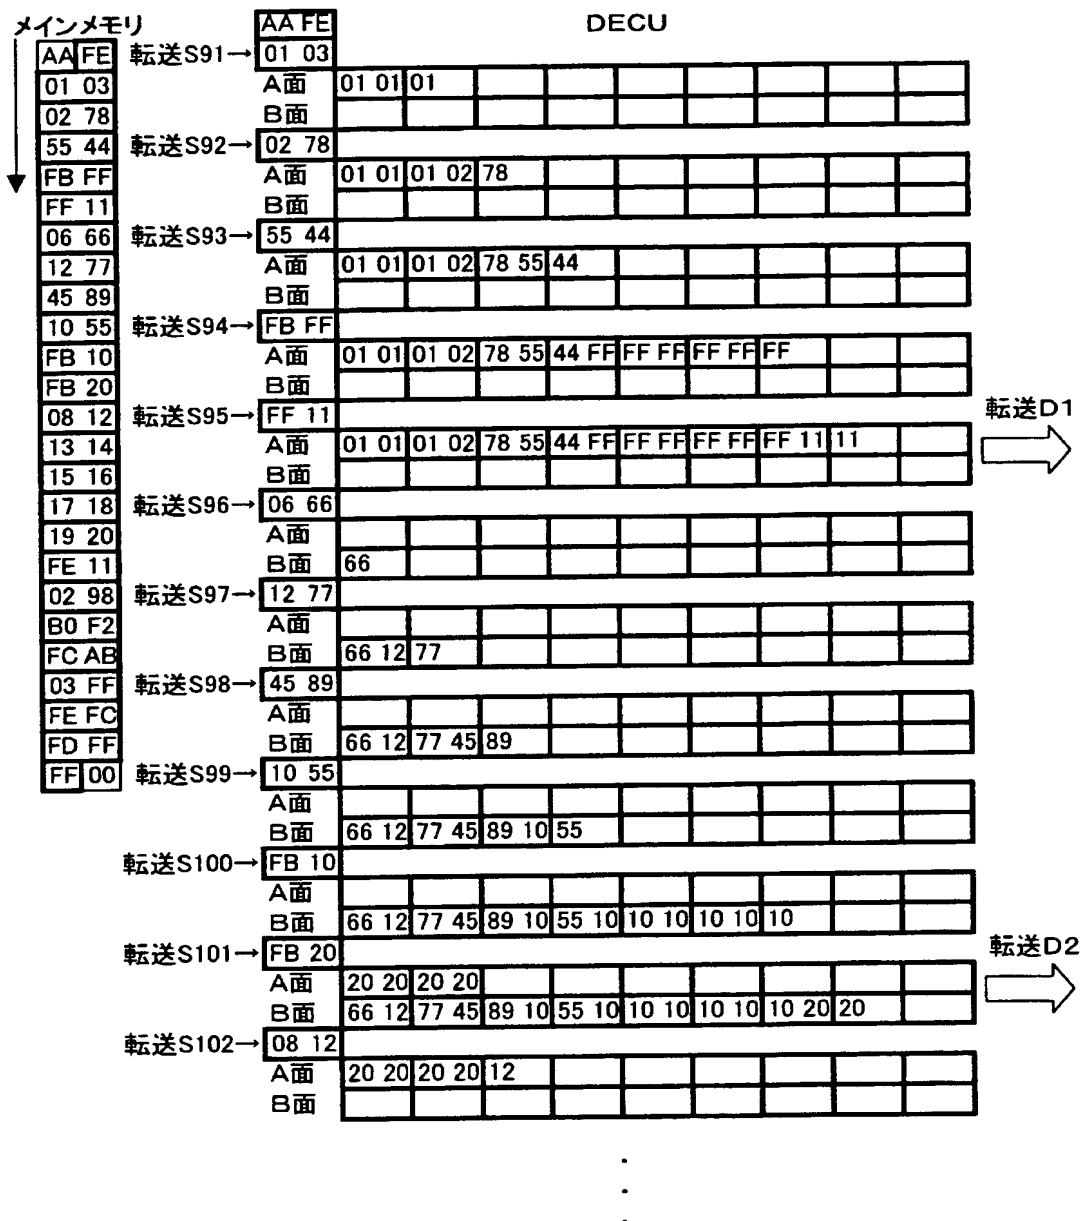 メインメモリ
AA FE
01 03
02 78
55 44
FB FF
FF 11
06 66
12 77
45 89
10 55
FB 10
FB 20
08 12
13 14
15 16
17 18
19 20
FE 11
02 98
B0 F2
FC AB
03 FF
FE FC
FD FF
FF 00
DECU
AA FE
転送S91→ 01 03
A面 01 01 01
B面
転送S92→ 02 78
A面 01 01 01 02 78
B面
転送S93→ 55 44
A面 01 01 01 02 78 55 44
B面
転送S94→ FB FF
A面 01 01 01 02 78 55 44 FF FF FF FF FF FF
B面
転送S95→ FF 11
転送D1
A面 01 01 01 02 78 55 44 FF FF FF FF FF FF 11 11
B面
転送S96→ 06 66
A面
B面 66
転送S97→ 12 77
A面
B面 66 12 77
転送S98→ 45 89
A面
B面 66 12 77 45 89
転送S99→ 10 55
A面
B面 66 12 77 45 89 10 55
転送S100→ FB 10
A面
B面 66 12 77 45 89 10 55 10 10 10 10 10 10
転送S101→ FB 20
転送D2
A面 20 20 20 20
B面 66 12 77 45 89 10 55 10 10 10 10 10 10 20 20
転送S102→ 08 12
A面 20 20 20 20 12
B面